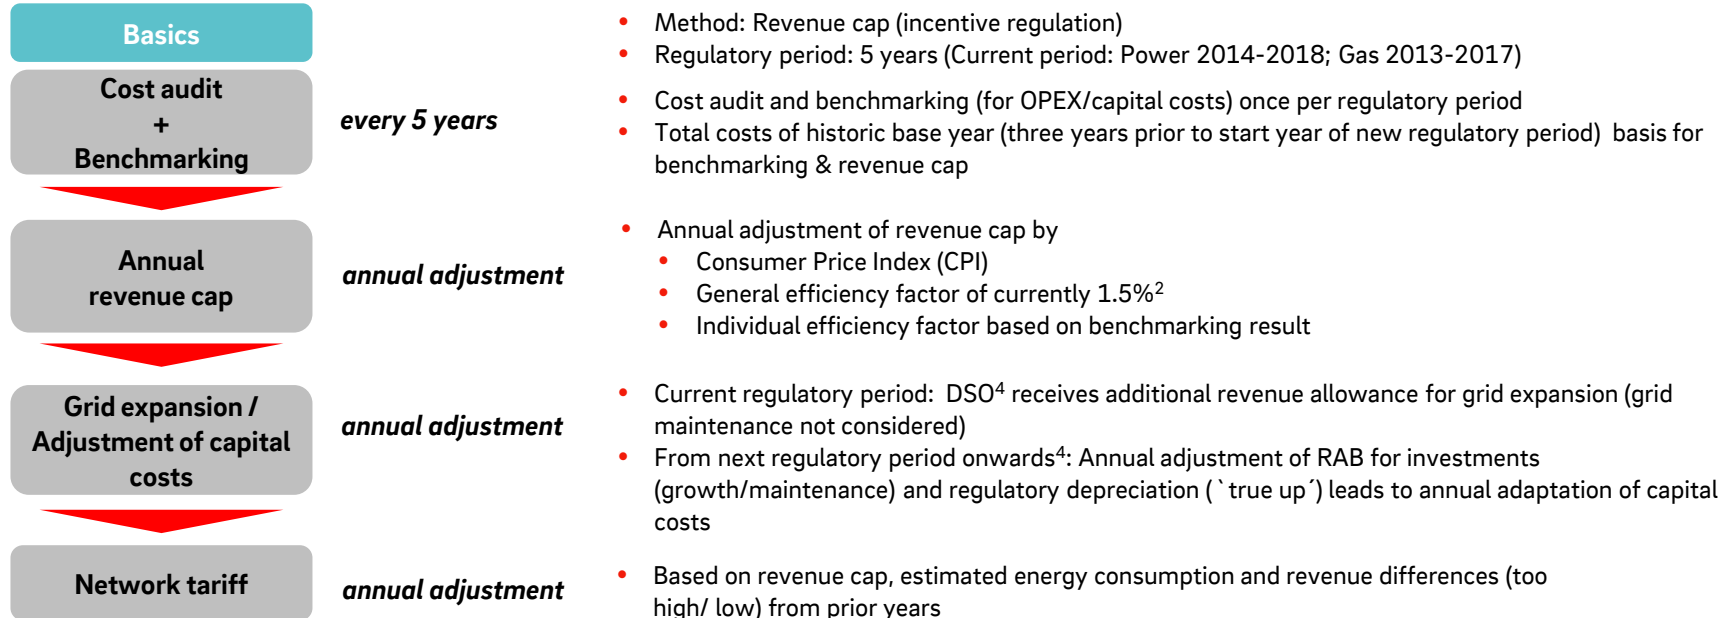 Basics
• Method: Revenue cap (incentive regulation)
• Regulatory period: 5 years (Current period: Power 2014-2018; Gas 2013-2017)
Cost audit
+
Benchmarking
every 5 years
• Cost audit and benchmarking (for OPEX/capital costs) once per regulatory period
• Total costs of historic base year (three years prior to start year of new regulatory period) basis for
benchmarking & revenue cap
Annual
revenue cap
annual adjustment
• Annual adjustment of revenue cap by
• Consumer Price Index (CPI)
• General efficiency factor of currently 1.5%²
• Individual efficiency factor based on benchmarking result
Grid expansion /
Adjustment of capital
costs
annual adjustment
• Current regulatory period: DSO⁴ receives additional revenue allowance for grid expansion (grid
maintenance not considered)
• From next regulatory period onwards⁴: Annual adjustment of RAB for investments
(growth/maintenance) and regulatory depreciation (`true up´) leads to annual adaptation of capital
costs
Network tariff
annual adjustment
• Based on revenue cap, estimated energy consumption and revenue differences (too
high/ low) from prior years